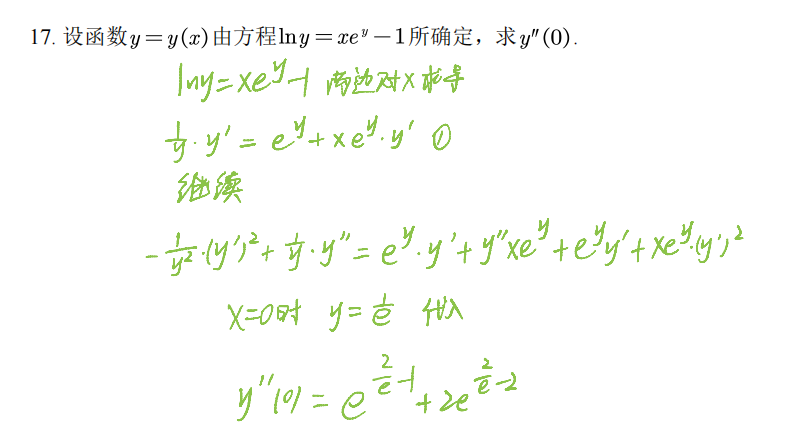 17. 设函数y=y(x)由方程lny=xe^y-1所确定，求y″(0).
lny=xe^y-1 两边对x求导
1/y·y′=e^y+xe^y·y′ ①
继续
-1/y²·(y′)²+1/y·y″=e^y·y′+y″xe^y+e^y y′+xe^y·(y′)²
x=0时 y=1/e 代入
y″(0)=e^(2/e-1)+2e^(2/e-2)